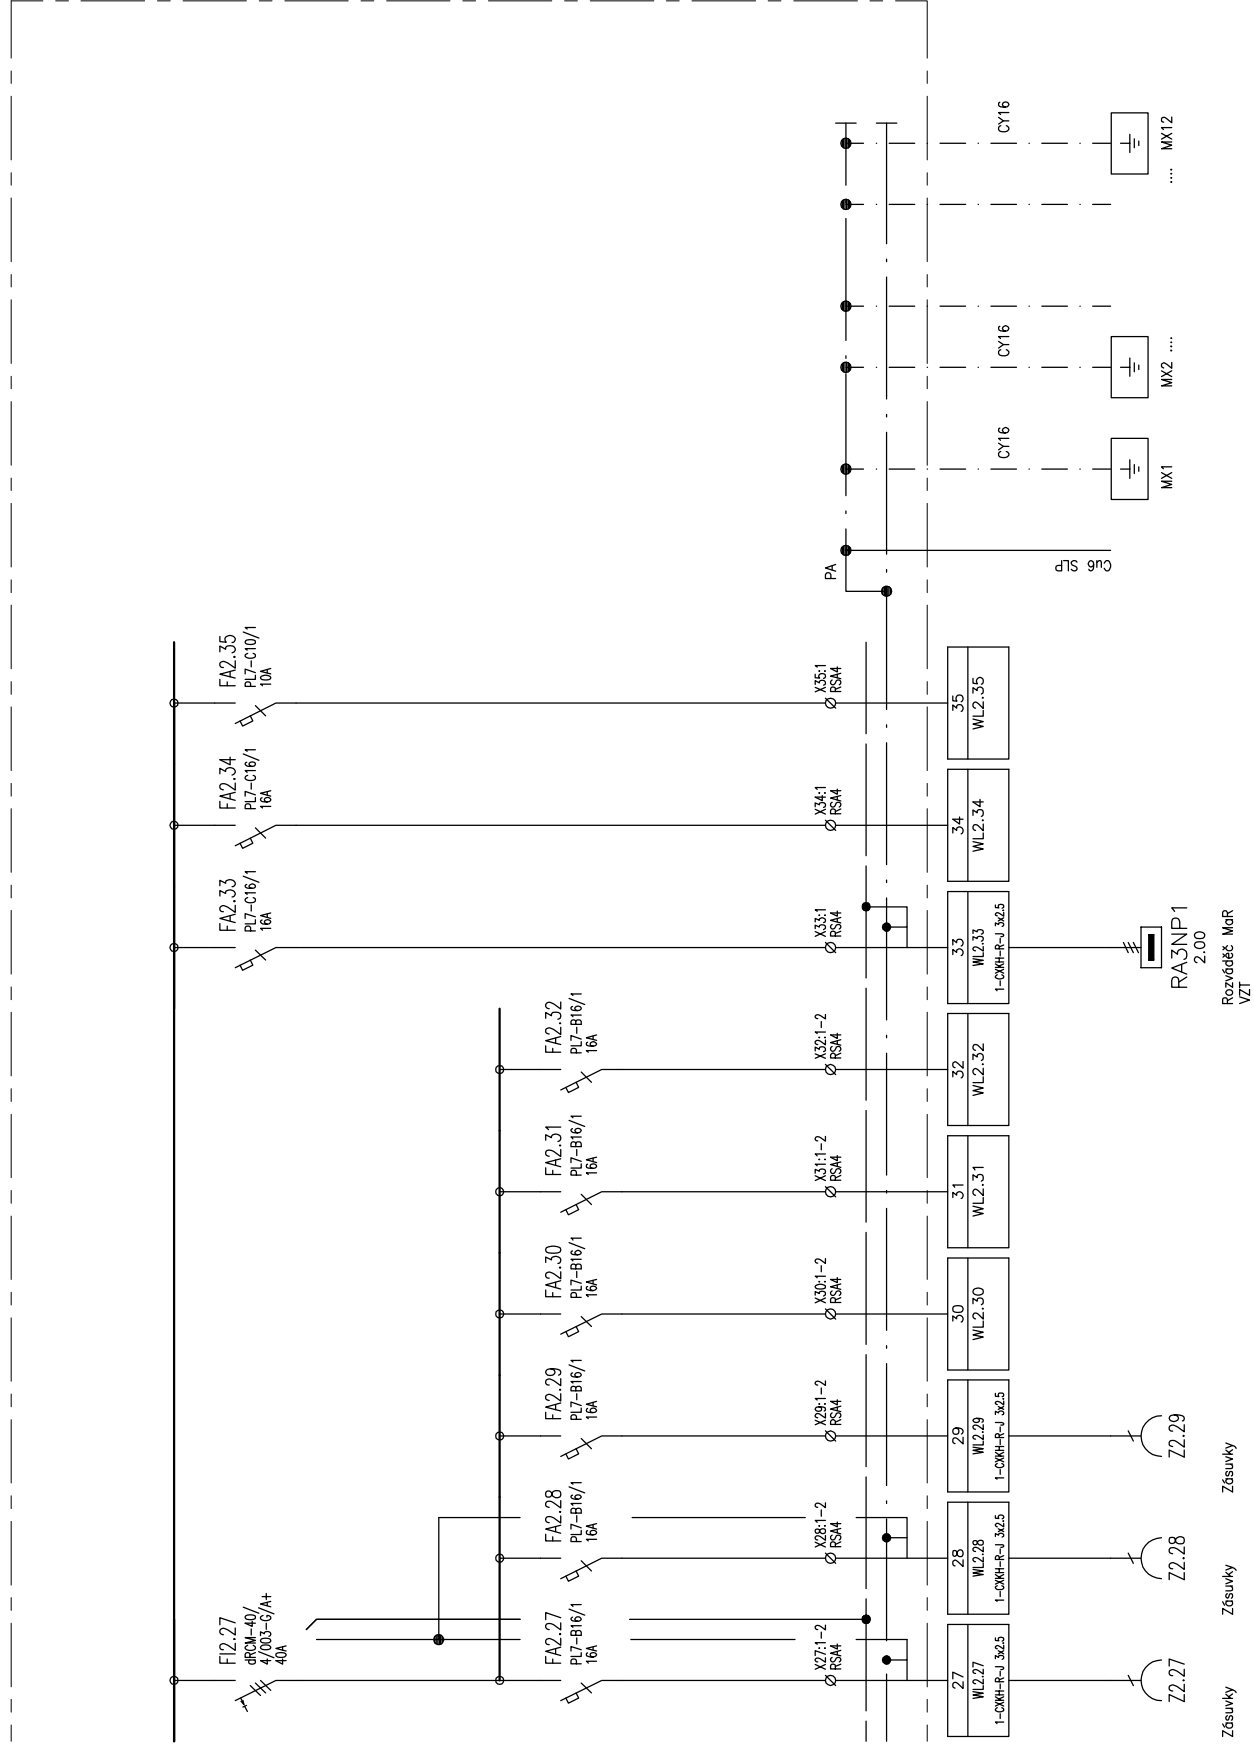 FI2.27
dRCM-40/
4/003-G/A+
40A
FA2.33
PL7-C16/1
16A
FA2.34
PL7-C16/1
16A
FA2.35
PL7-C10/1
10A
FA2.27
PL7-B16/1
16A
FA2.28
PL7-B16/1
16A
FA2.29
PL7-B16/1
16A
FA2.30
PL7-B16/1
16A
FA2.31
PL7-B16/1
16A
FA2.32
PL7-B16/1
16A
X27:1-2
RSA4
X28:1-2
RSA4
X29:1-2
RSA4
X30:1-2
RSA4
X31:1-2
RSA4
X32:1-2
RSA4
X33:1
RSA4
X34:1
RSA4
X35:1
RSA4
PA
27
WL2.27
1-CXKH-R-J 3x2.5
28
WL2.28
1-CXKH-R-J 3x2.5
29
WL2.29
1-CXKH-R-J 3x2.5
30
WL2.30
31
WL2.31
32
WL2.32
33
WL2.33
1-CXKH-R-J 3x2.5
34
WL2.34
35
WL2.35
Cu6 SLP
CY16
CY16
CY16
MX1
MX2 ....
.... MX12
Z2.27
Zásuvky
Z2.28
Zásuvky
Z2.29
Zásuvky
RA3NP1
2.00
Rozváděč MaR
VZT